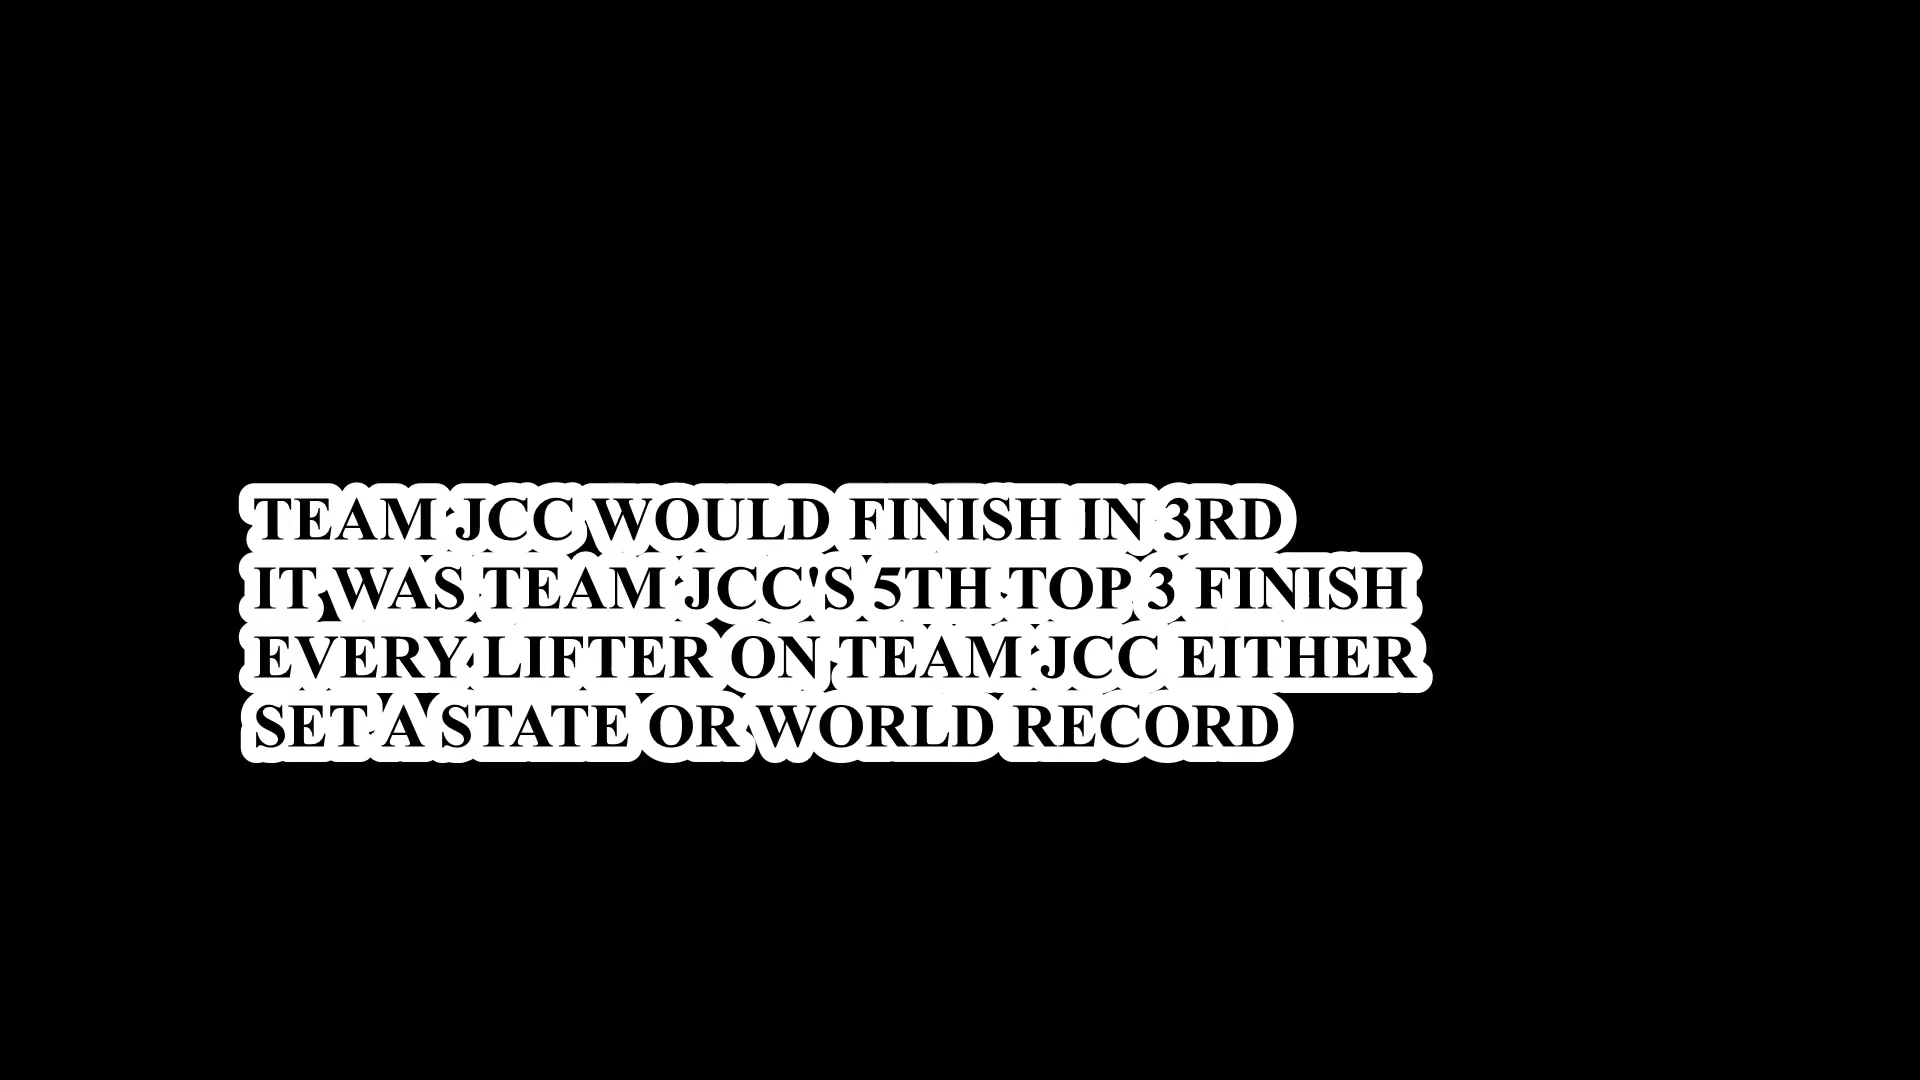 TEAM JCC WOULD FINISH IN 3RD
IT WAS TEAM JCC'S 5TH TOP 3 FINISH
EVERY LIFTER ON TEAM JCC EITHER
SET A STATE OR WORLD RECORD